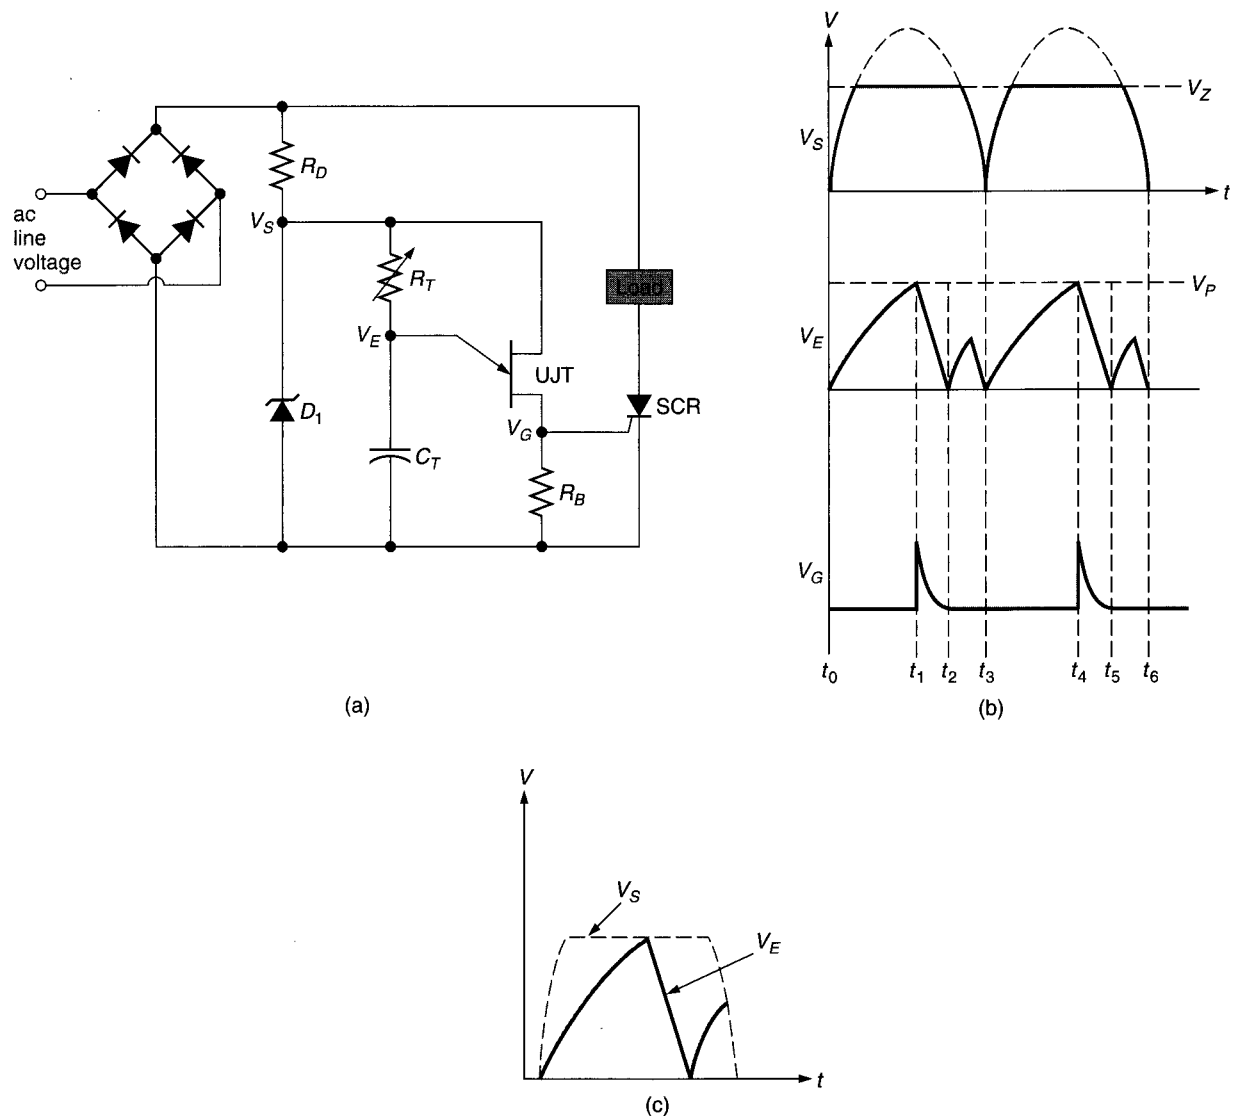 ac
line
voltage
R_D
V_S
R_T
V_E
UJT
Load
SCR
D_1
V_G
C_T
R_B
(a)
V
V_Z
V_S
t
V_P
V_E
V_G
t_0 t_1 t_2 t_3 t_4 t_5 t_6
(b)
V
V_S
V_E
t
(c)